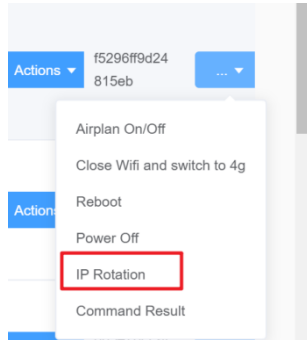 Actions
f5296ff9d24
815eb
...
Airplan On/Off
Close Wifi and switch to 4g
Reboot
Action
Power Off
IP Rotation
Command Result